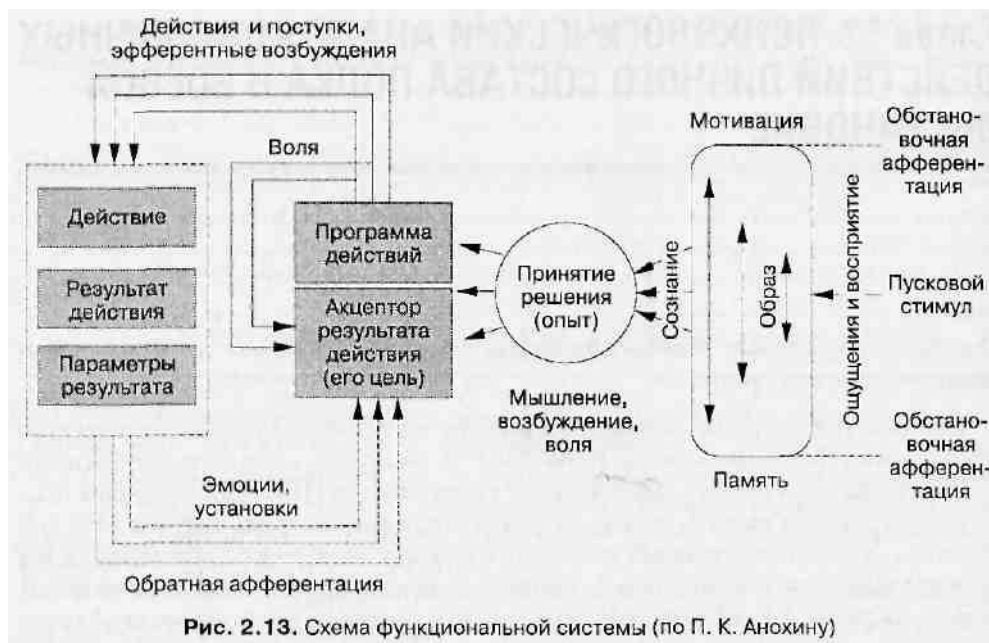 Действия и поступки,
эфферентные возбуждения
Воля
Действие
Результат
действия
Параметры
результата
Программа
действий
Акцептор
результата
действия
(его цель)
Эмоции,
установки
Обратная афферентация
Принятие
решения
(опыт)
Мышление,
возбуждение,
воля
Мотивация
Сознание
Образ
Ощущения и восприятие
Память
Обстано-
вочная
афферен-
тация
Пусковой
стимул
Обстано-
вочная
афферен-
тация
Рис. 2.13. Схема функциональной системы (по П. К. Анохину)